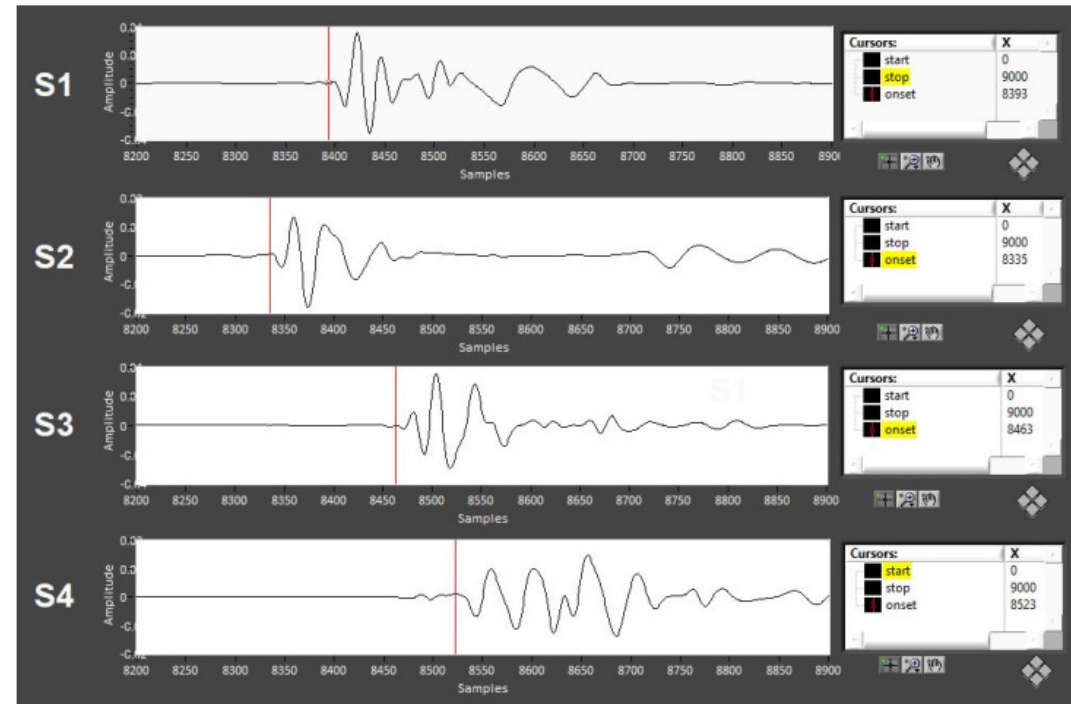 S1
Amplitude
0-
8200 8250 8300 8350 8400 8450 8500 8550 8600 8650 8700 8750 8800 8850
Samples
Cursors: X
start 0
stop 9000
onset 8393
S2
Amplitude
0-
8200 8250 8300 8350 8400 8450 8500 8550 8600 8650 8700 8750 8800 8850 8900
Samples
Cursors: X
start 0
stop 9000
onset 8335
S3
Amplitude
0-
8200 8250 8300 8350 8400 8450 8500 8550 8600 8650 8700 8750 8800 8850 8900
Samples
S1
Cursors: X
start 0
stop 9000
onset 8463
S4
Amplitude
0-
8200 8250 8300 8350 8400 8450 8500 8550 8600 8650 8700 8750 8800 8850 8900
Samples
Cursors: X
start 0
stop 9000
onset 8523